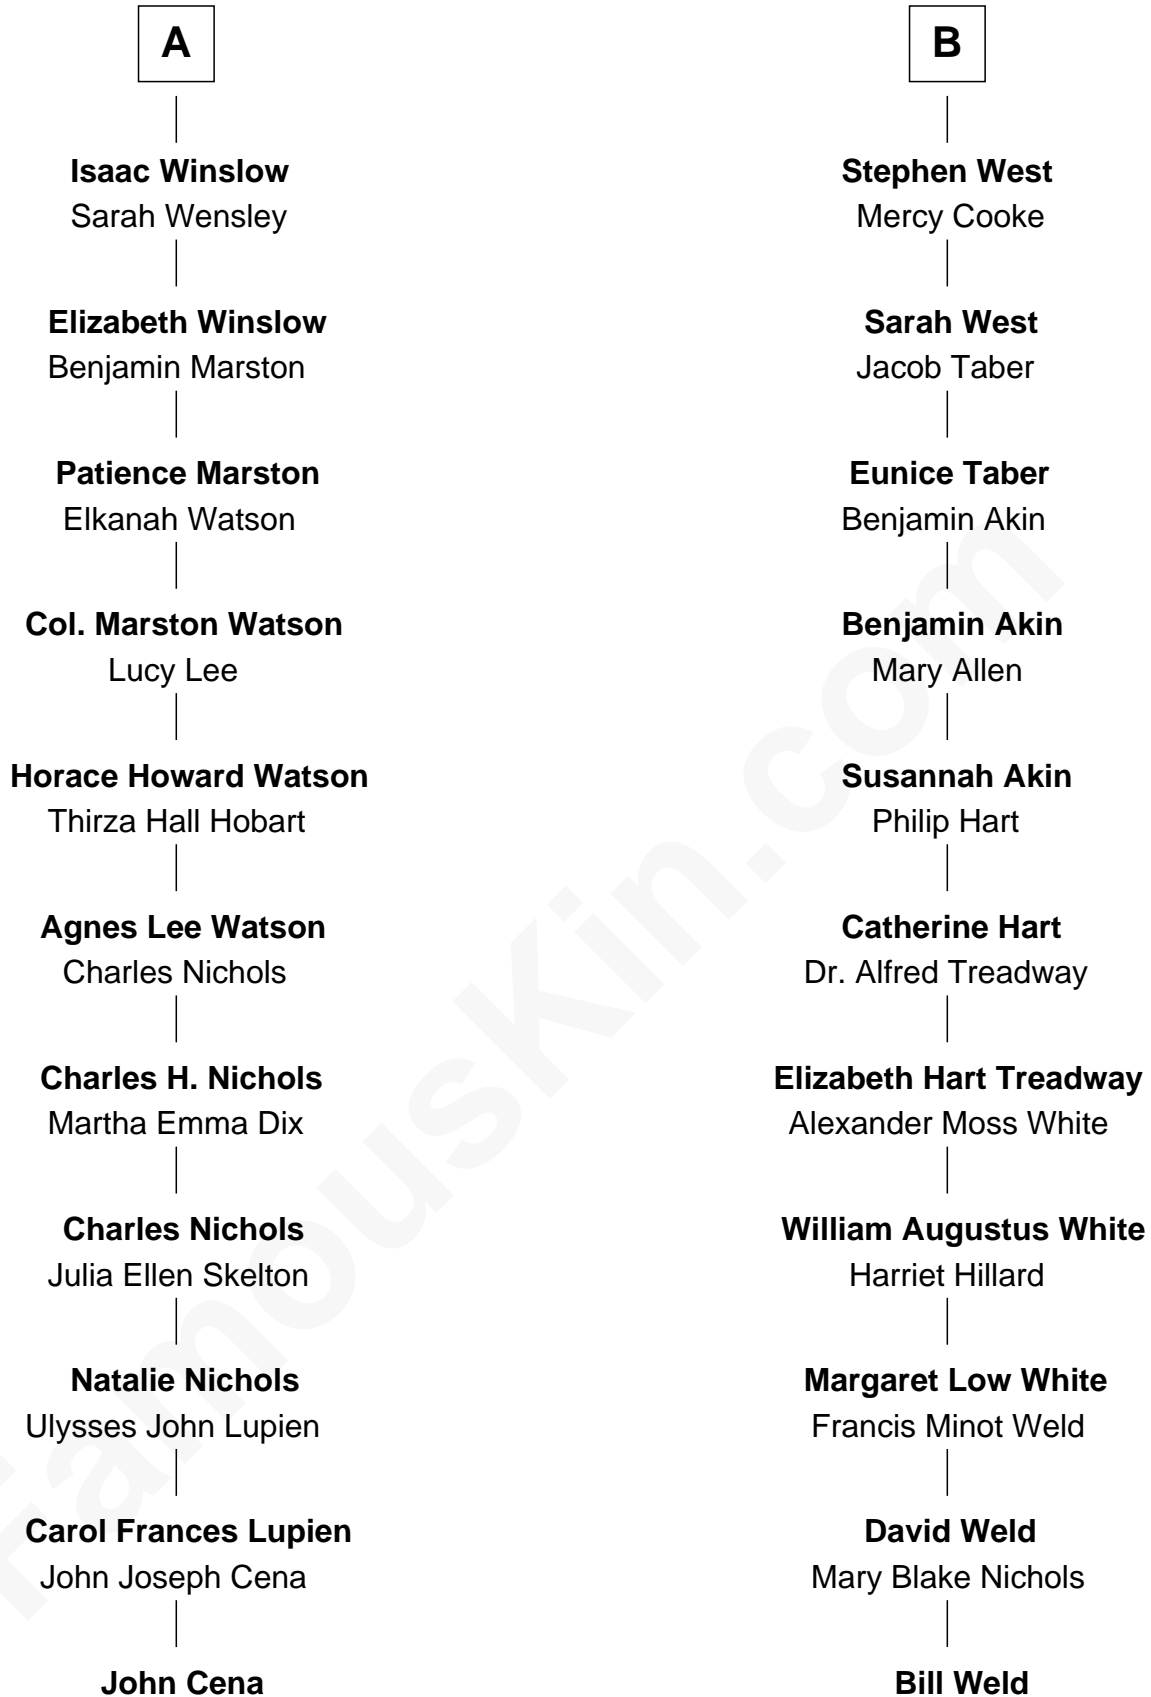 A
Isaac Winslow
Sarah Wensley
Elizabeth Winslow
Benjamin Marston
Patience Marston
Elkanah Watson
Col. Marston Watson
Lucy Lee
Horace Howard Watson
Thirza Hall Hobart
Agnes Lee Watson
Charles Nichols
Charles H. Nichols
Martha Emma Dix
Charles Nichols
Julia Ellen Skelton
Natalie Nichols
Ulysses John Lupien
Carol Frances Lupien
John Joseph Cena
John Cena
B
Stephen West
Mercy Cooke
Sarah West
Jacob Taber
Eunice Taber
Benjamin Akin
Benjamin Akin
Mary Allen
Susannah Akin
Philip Hart
Catherine Hart
Dr. Alfred Treadway
Elizabeth Hart Treadway
Alexander Moss White
William Augustus White
Harriet Hillard
Margaret Low White
Francis Minot Weld
David Weld
Mary Blake Nichols
Bill Weld
FamousKin.com